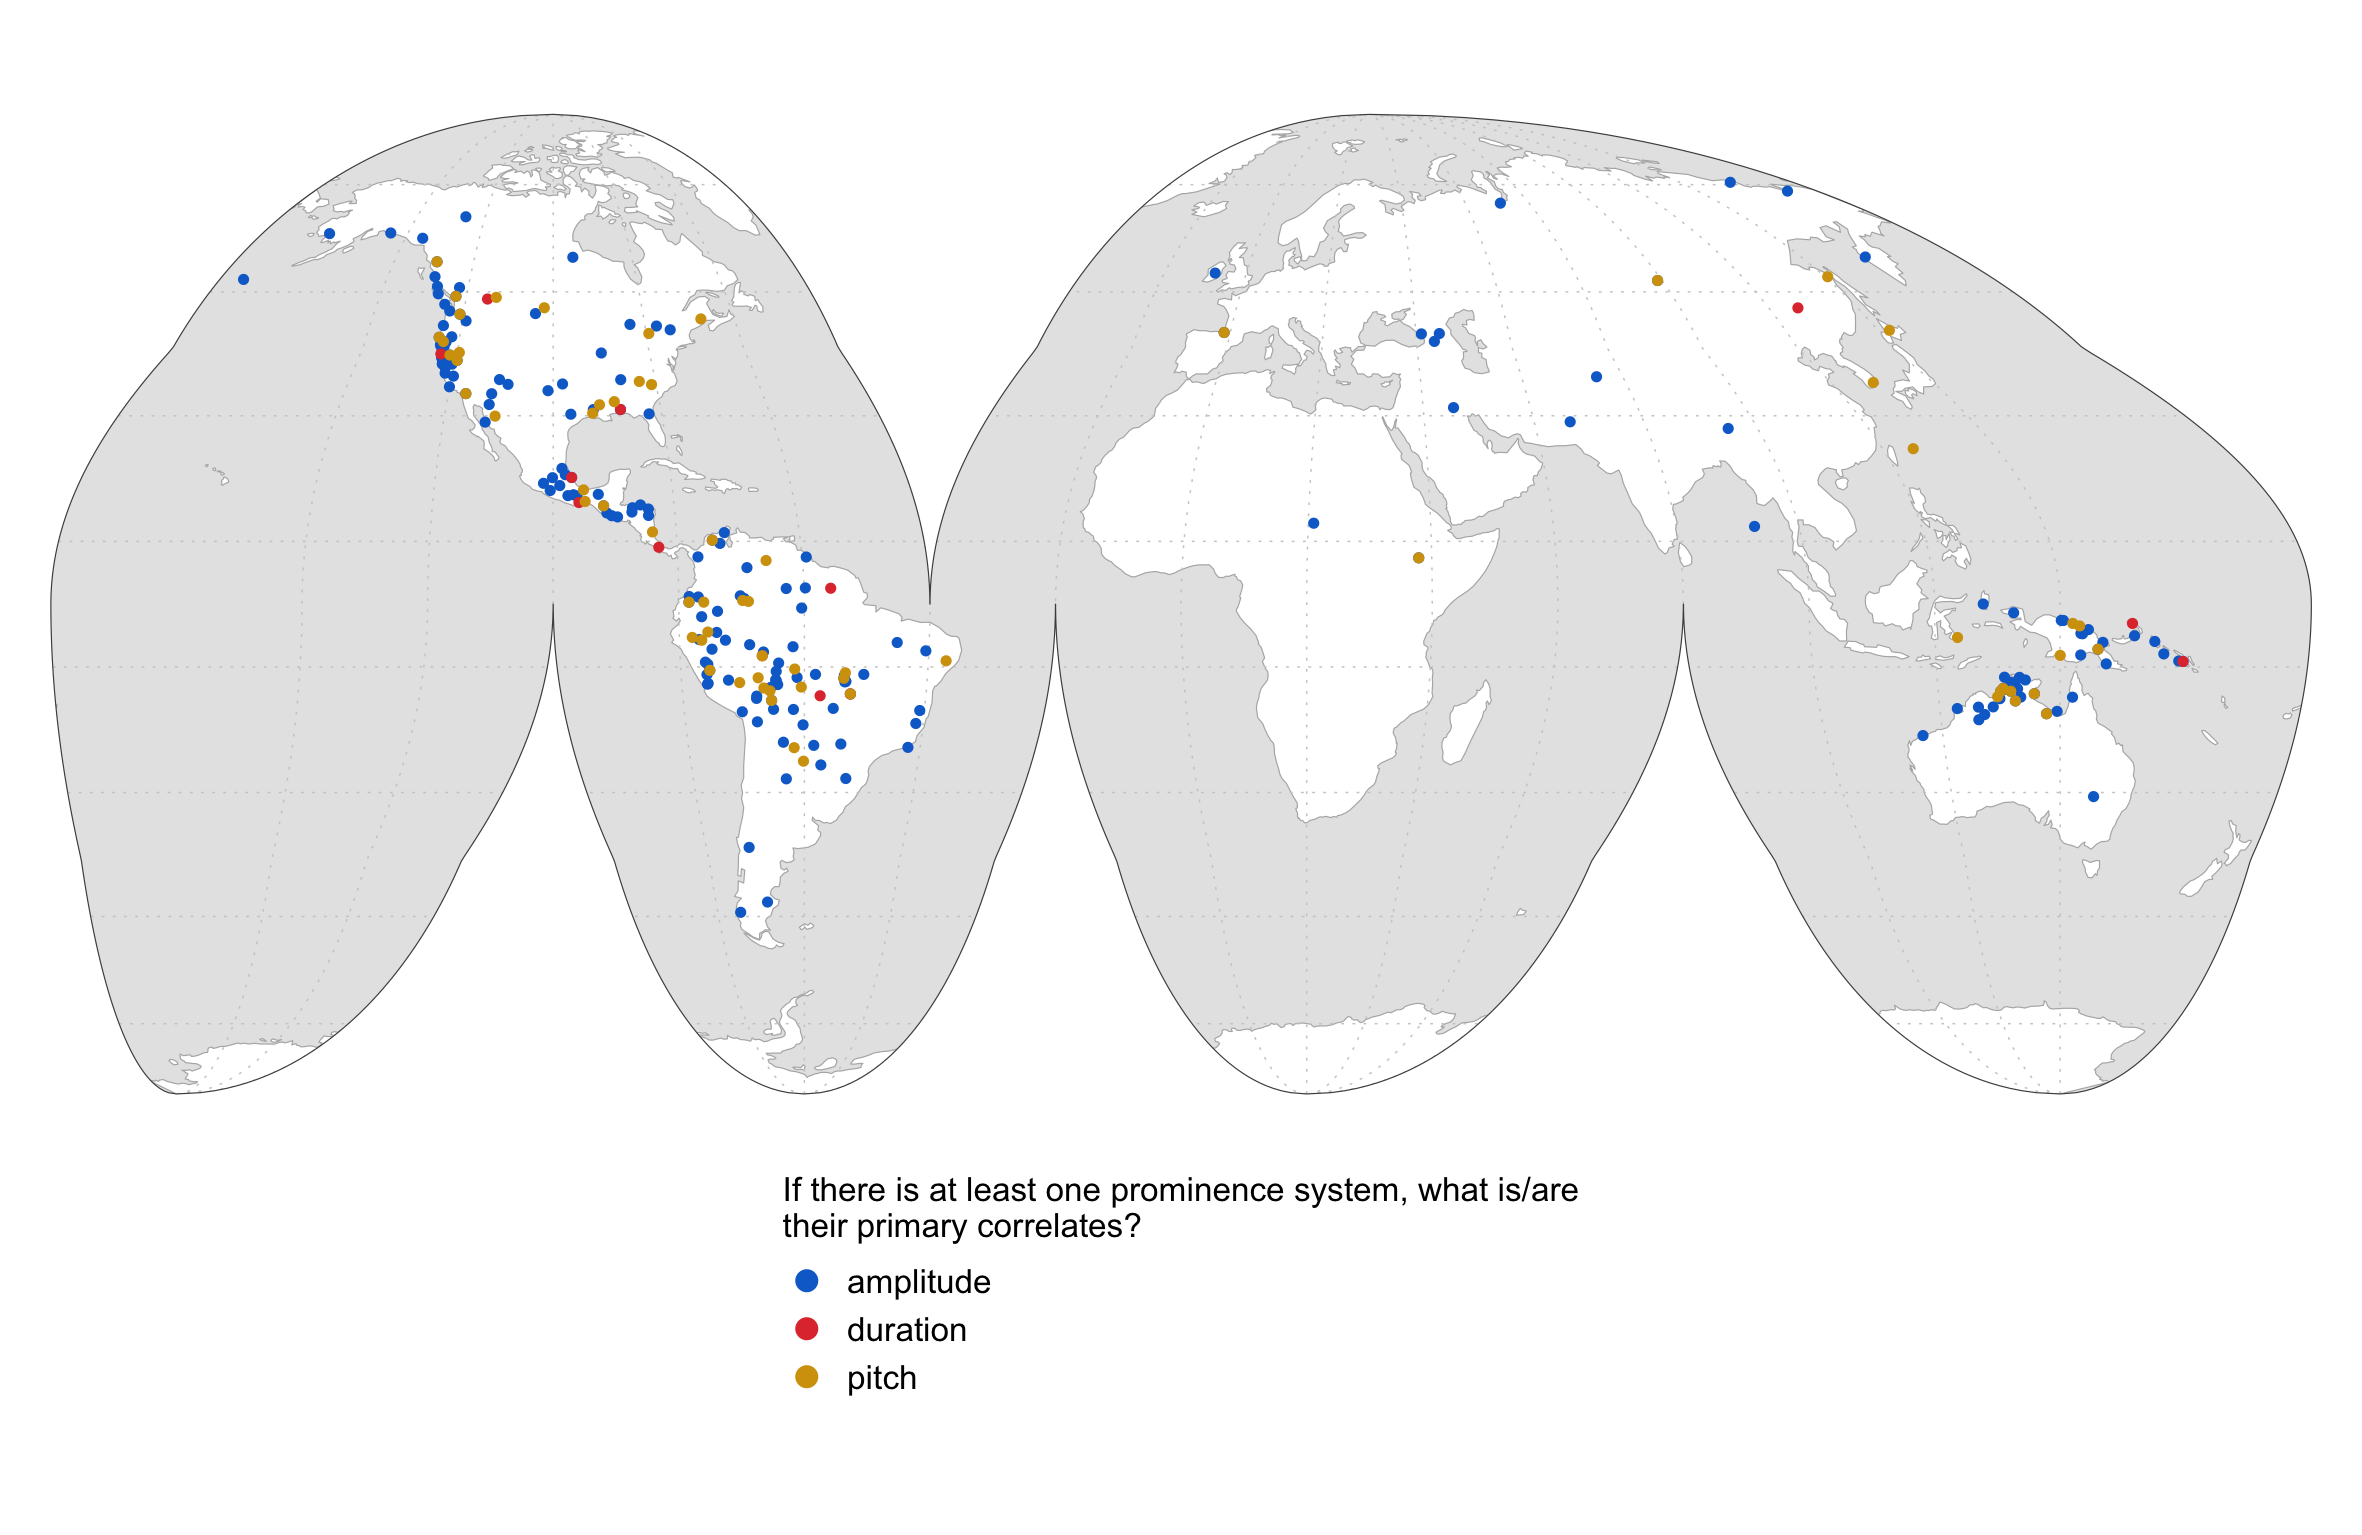 If there is at least one prominence system, what is/are
their primary correlates?
amplitude
duration
pitch